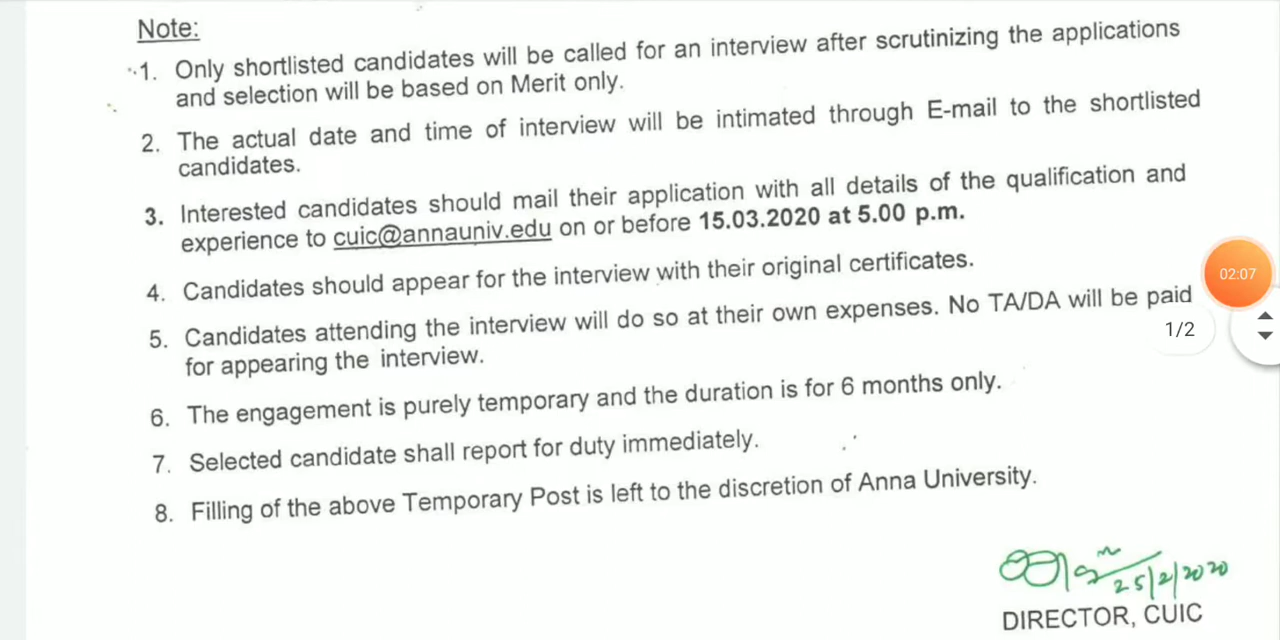 Note:
1. Only shortlisted candidates will be called for an interview after scrutinizing the applications
and selection will be based on Merit only.
2. The actual date and time of interview will be intimated through E-mail to the shortlisted
candidates.
3. Interested candidates should mail their application with all details of the qualification and
experience to cuic@annauniv.edu on or before 15.03.2020 at 5.00 p.m.
4. Candidates should appear for the interview with their original certificates.
02:07
5. Candidates attending the interview will do so at their own expenses. No TA/DA will be paid
for appearing the interview.
1/2
6. The engagement is purely temporary and the duration is for 6 months only.
7. Selected candidate shall report for duty immediately.
8. Filling of the above Temporary Post is left to the discretion of Anna University.
25/2/2020
DIRECTOR, CUIC